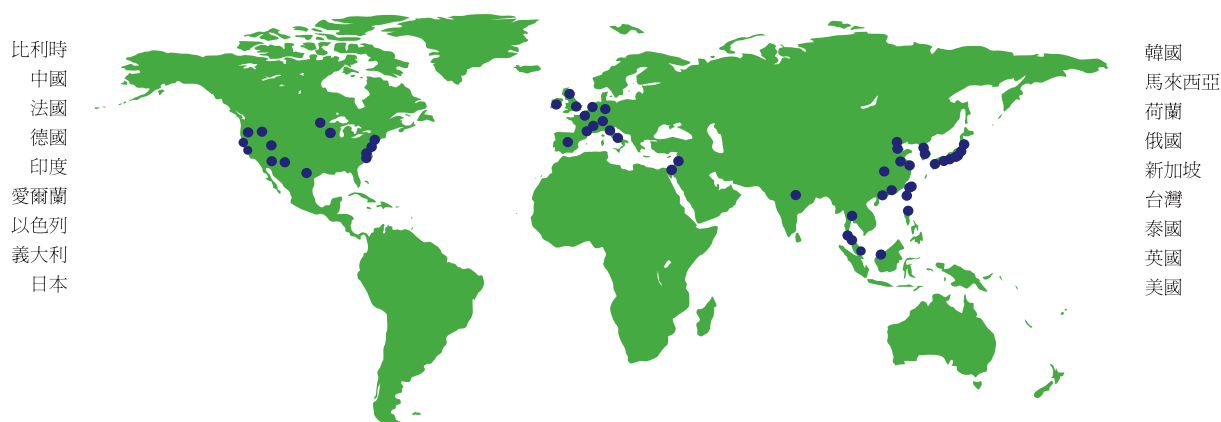 比利時
中國
法國
德國
印度
愛爾蘭
以色列
義大利
日本
韓國
馬來西亞
荷蘭
俄國
新加坡
台灣
泰國
英國
美國